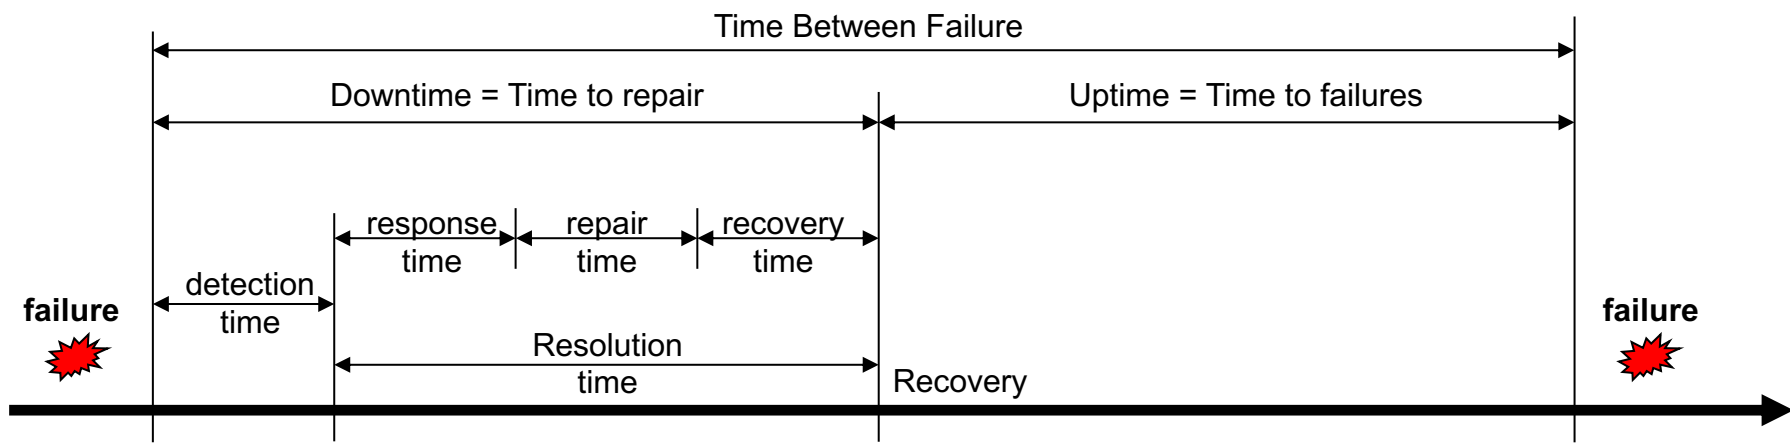 Time Between Failure
Downtime = Time to repair
Uptime = Time to failures
response
time
repair
time
recovery
time
detection
time
failure
failure
Resolution
time
Recovery